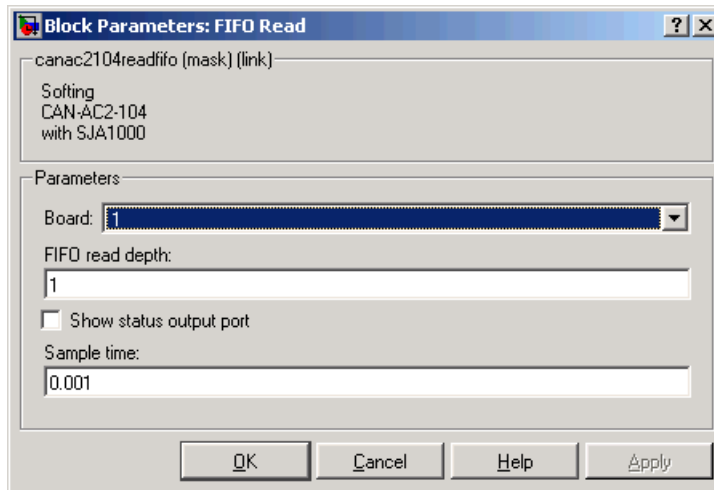 Block Parameters: FIFO Read
canac2104readfifo (mask) (link)
Softing
CAN-AC2-104
with SJA1000
Parameters
Board: 1
FIFO read depth:
1
Show status output port
Sample time:
0.001
OK Cancel Help Apply